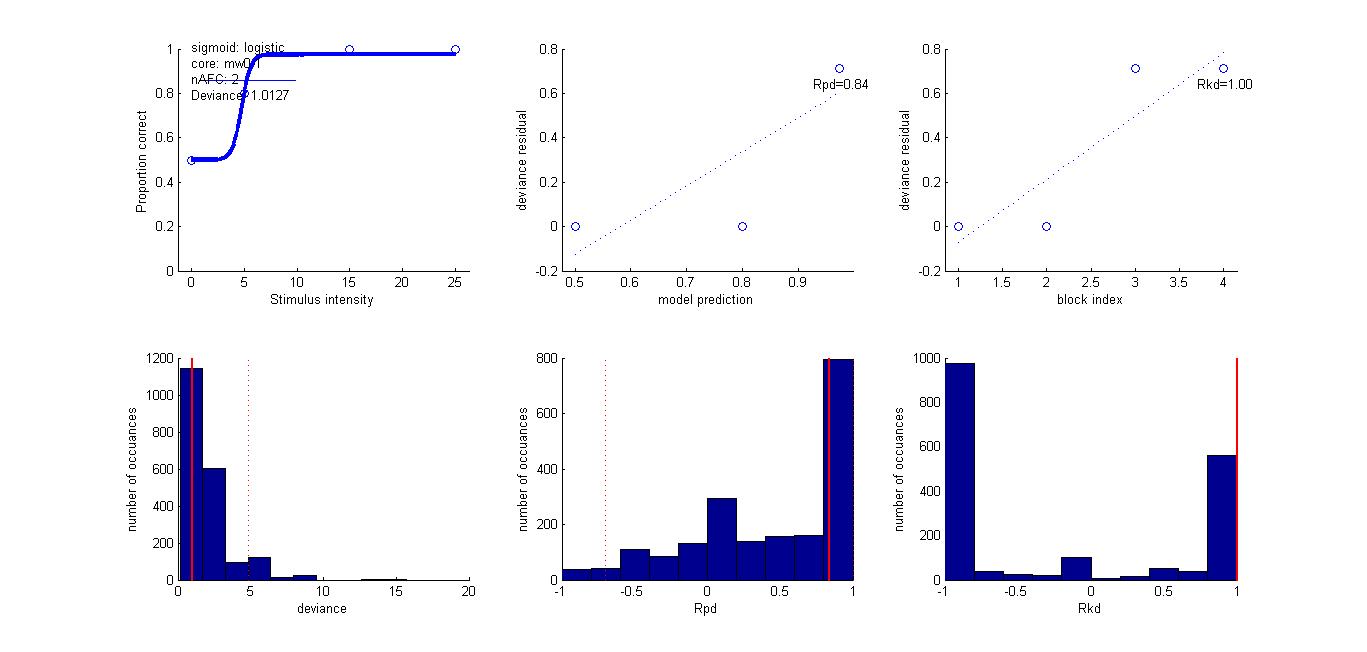 1
0.8
0.6
0.4
0.2
0
Proportion correct
sigmoid: logistic
core: mw0.1
nAFC: 2
Deviance: 1.0127
0 5 10 15 20 25
Stimulus intensity
0.8
0.6
0.4
0.2
0
-0.2
deviance residual
Rpd=0.84
0.5 0.6 0.7 0.8 0.9
model prediction
0.8
0.6
0.4
0.2
0
-0.2
deviance residual
Rkd=1.00
1 1.5 2 2.5 3 3.5 4
block index
1200
1000
800
600
400
200
0
number of occuances
0 5 10 15 20
deviance
800
600
400
200
0
number of occuances
-1 -0.5 0 0.5 1
Rpd
1000
800
600
400
200
0
number of occuances
-1 -0.5 0 0.5 1
Rkd